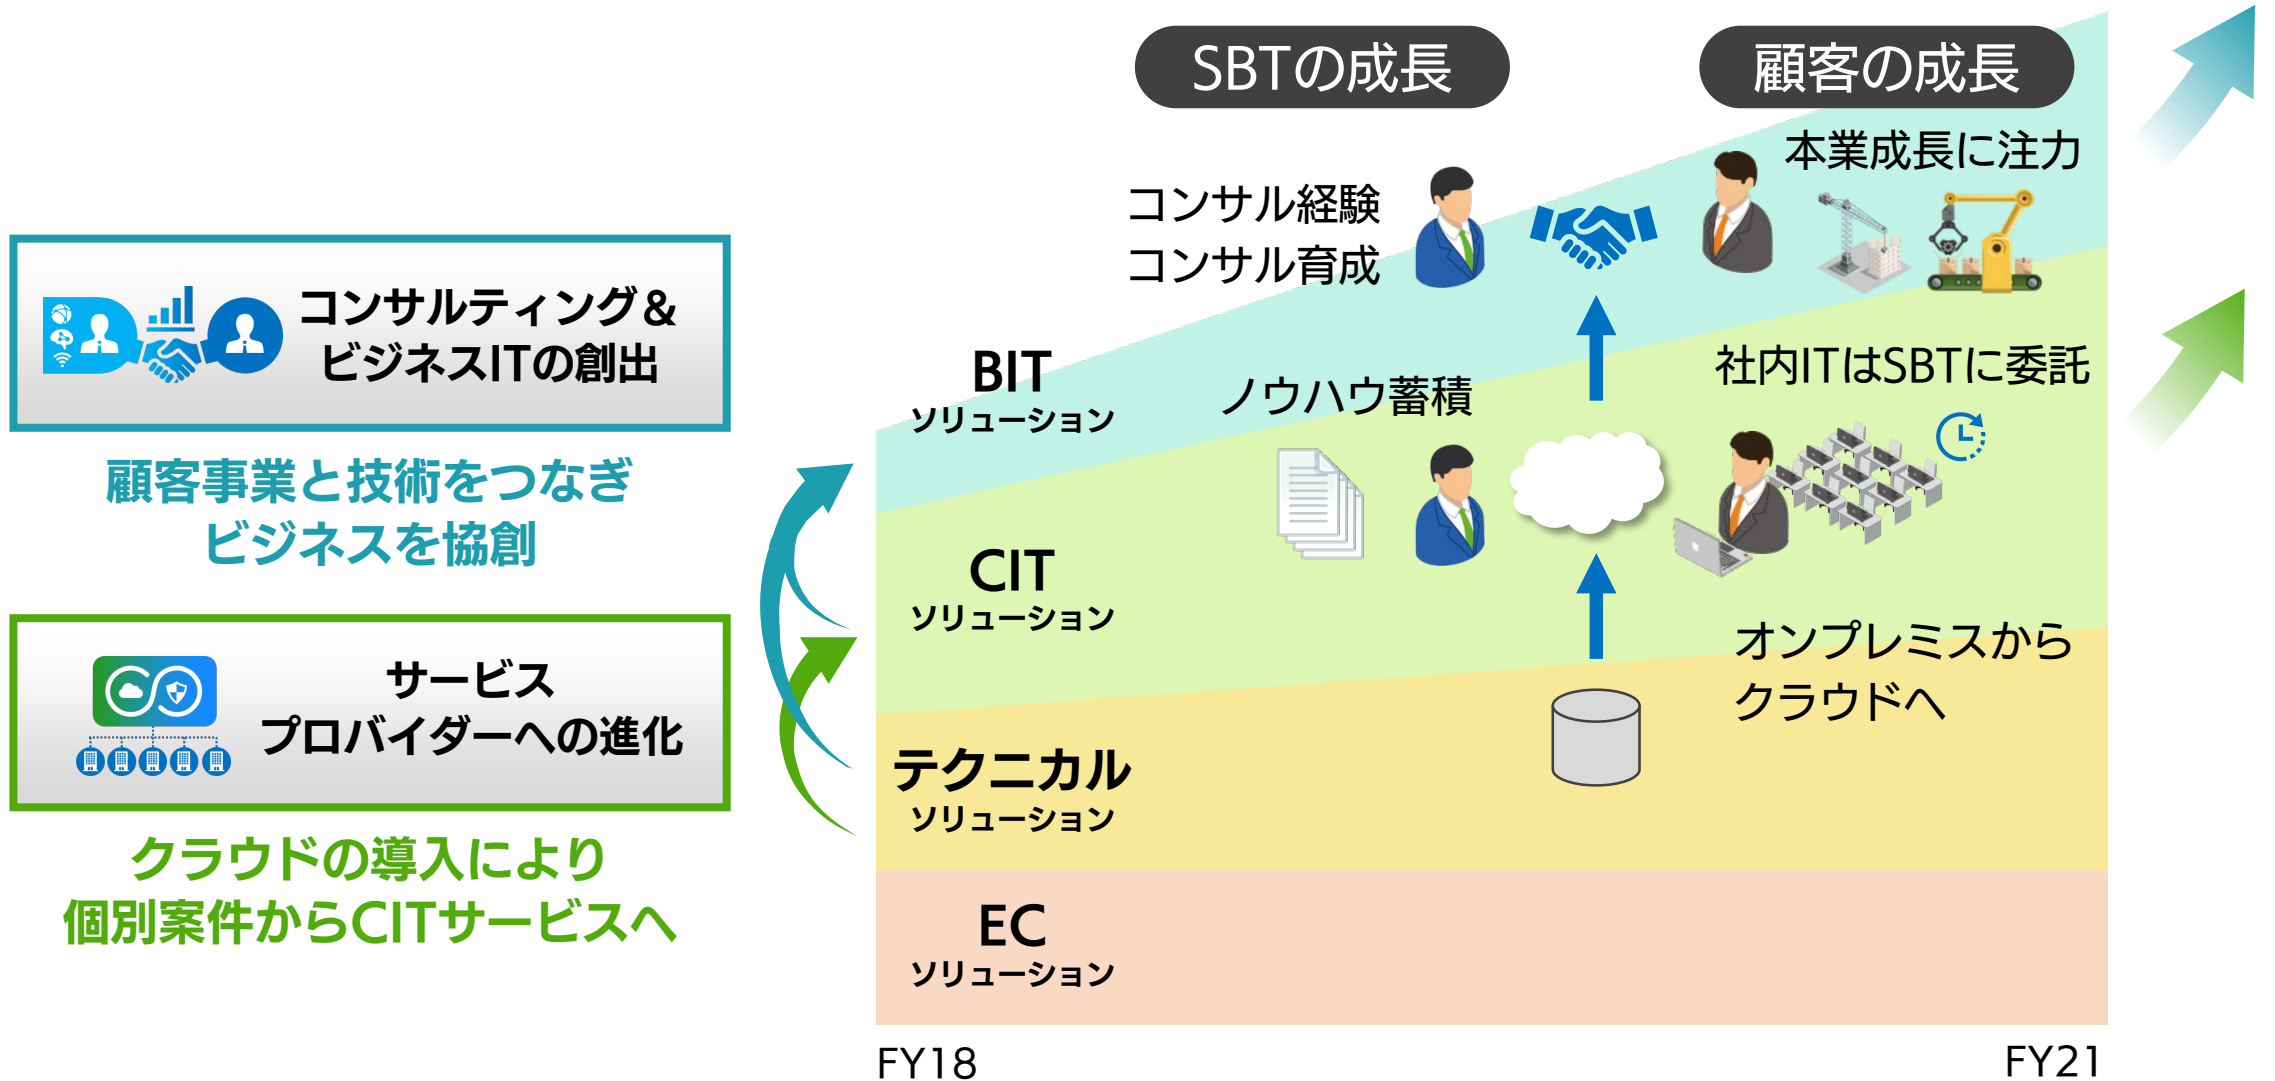 コンサルティング&
ビジネスITの創出
顧客事業と技術をつなぎ
ビジネスを協創
サービス
プロバイダーへの進化
クラウドの導入により
個別案件からCITサービスへ
SBTの成長
顧客の成長
コンサル経験
コンサル育成
本業成長に注力
BIT
ソリューション
ノウハウ蓄積
社内ITはSBTに委託
CIT
ソリューション
オンプレミスから
クラウドへ
テクニカル
ソリューション
EC
ソリューション
FY18
FY21